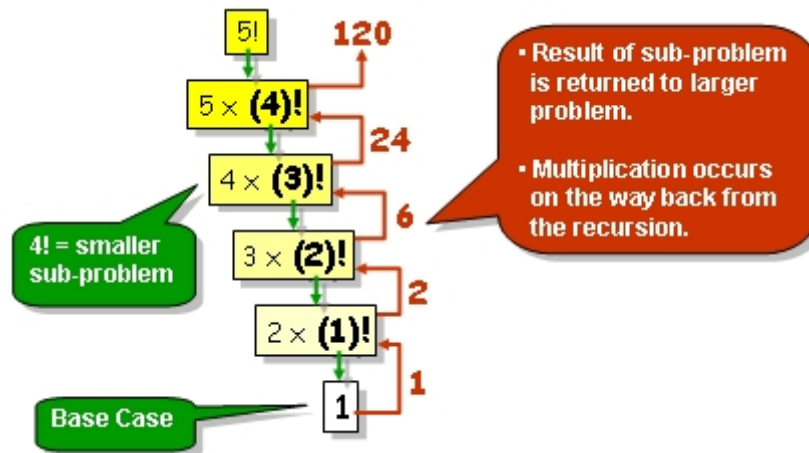 5!
120
5 × (4)!
24
4 × (3)!
6
3 × (2)!
2
2 × (1)!
1
1
4! = smaller
sub-problem
Base Case
• Result of sub-problem
is returned to larger
problem.
• Multiplication occurs
on the way back from
the recursion.